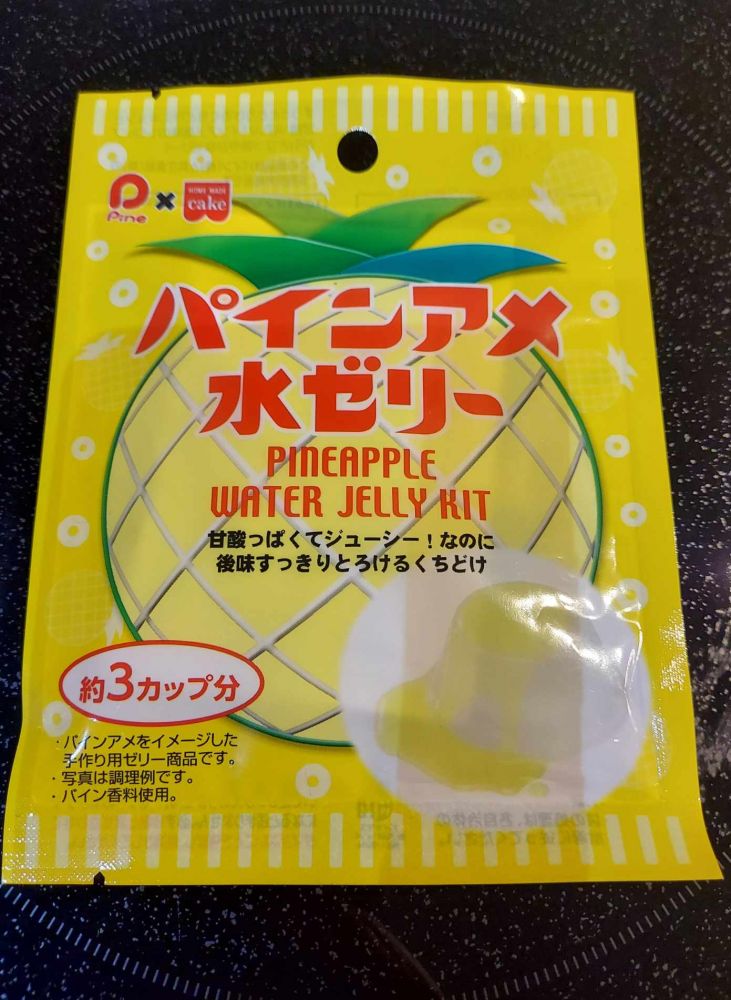 Pine × HOME MADE cake
パインアメ
水ゼリー
PINEAPPLE
WATER JELLY KIT
甘酸っぱくてジューシー！なのに
後味すっきりとろけるくちどけ
約3カップ分
・パインアメをイメージした
手作り用ゼリー商品です。
・写真は調理例です。
・パイン香料使用。